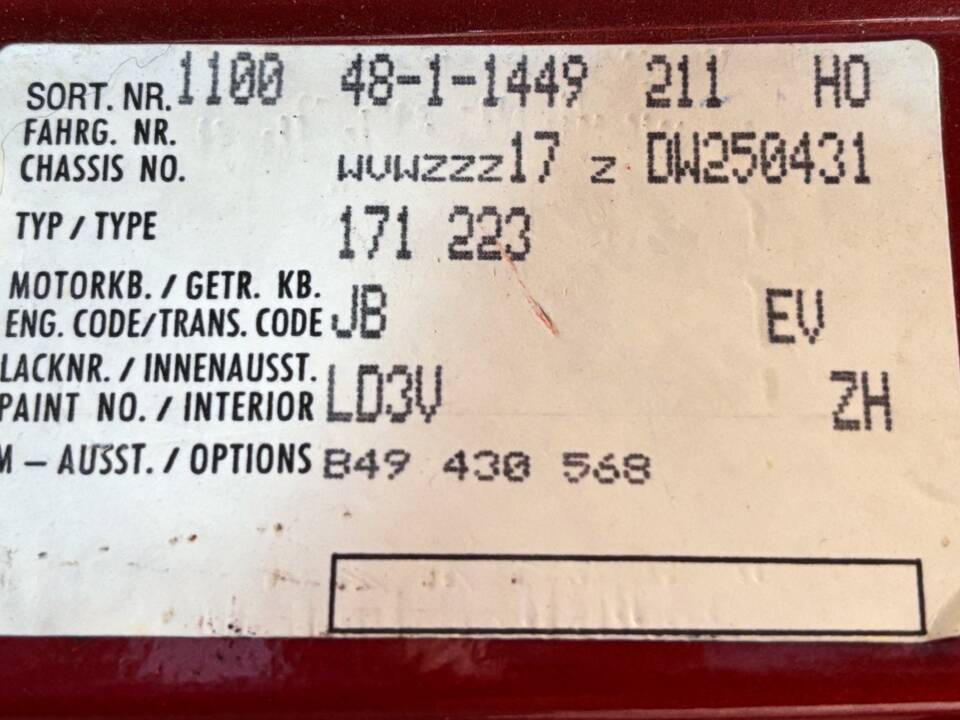 SORT. NR. 1100 48-1-1449 211 HO
FAHRG. NR.
CHASSIS NO. WVWZZZ17 Z DW250431
TYP / TYPE 171 223
MOTORKB. / GETR. KB.
ENG. CODE/TRANS. CODE JB EV
LACKNR. / INNENAUSST.
PAINT NO. / INTERIOR LD3V ZH
M – AUSST. / OPTIONS B49 430 568